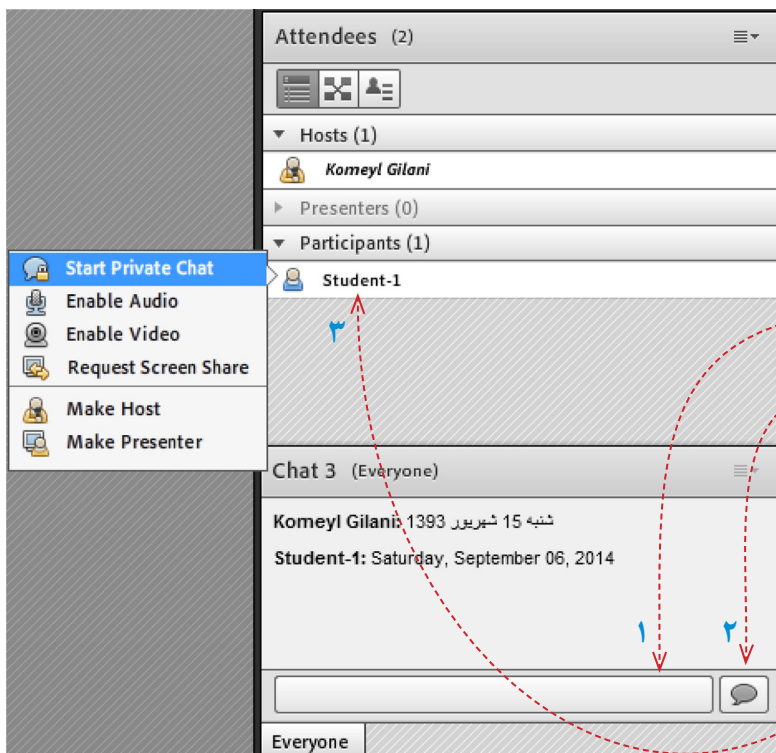 Attendees (2)
Hosts (1)
Komeyl Gilani
Presenters (0)
Participants (1)
Student-1
Start Private Chat
Enable Audio
Enable Video
Request Screen Share
Make Host
Make Presenter
۳
Chat 3 (Everyone)
Komeyl Gilani: شنبه 15 شهریور 1393
Student-1: Saturday, September 06, 2014
۱
۲
Everyone